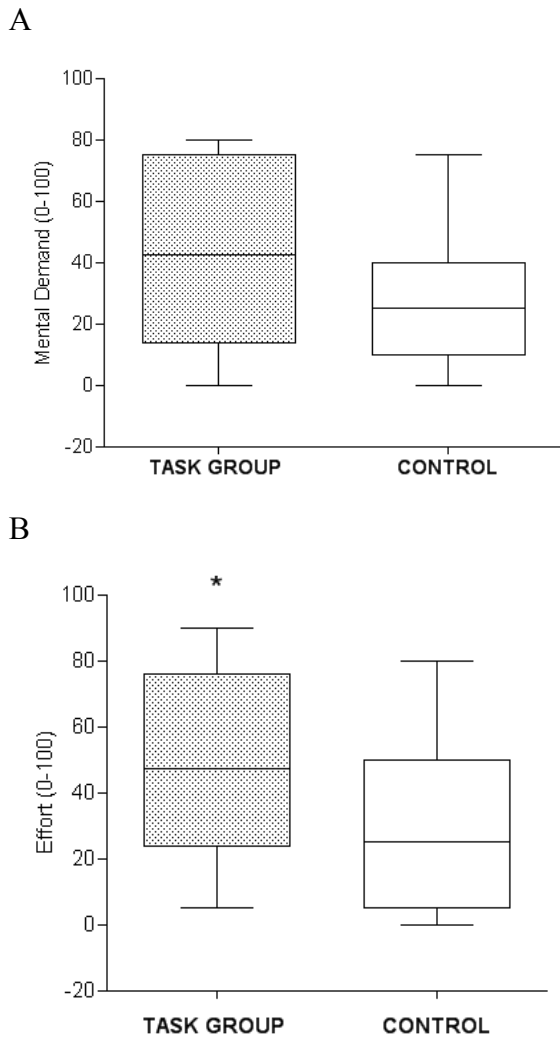 A
100
80
60
40
20
0
-20
Mental Demand (0-100)
TASK GROUP CONTROL
B
*
100
80
60
40
20
0
-20
Effort (0-100)
TASK GROUP CONTROL